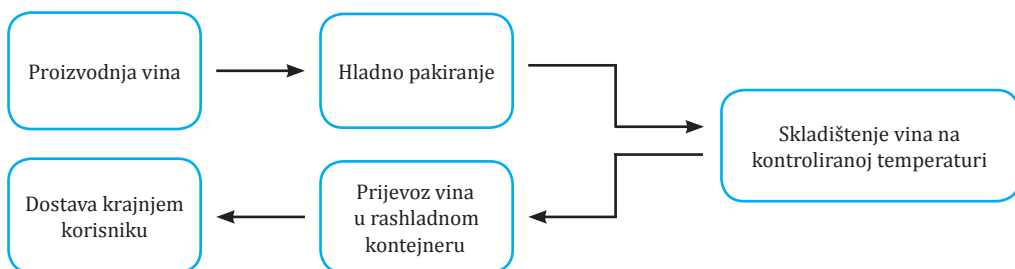 Proizvodnja vina
Hladno pakiranje
Skladištenje vina na
kontroliranoj temperaturi
Prijevoz vina
u rashladnom
kontejneru
Dostava krajnjem
korisniku